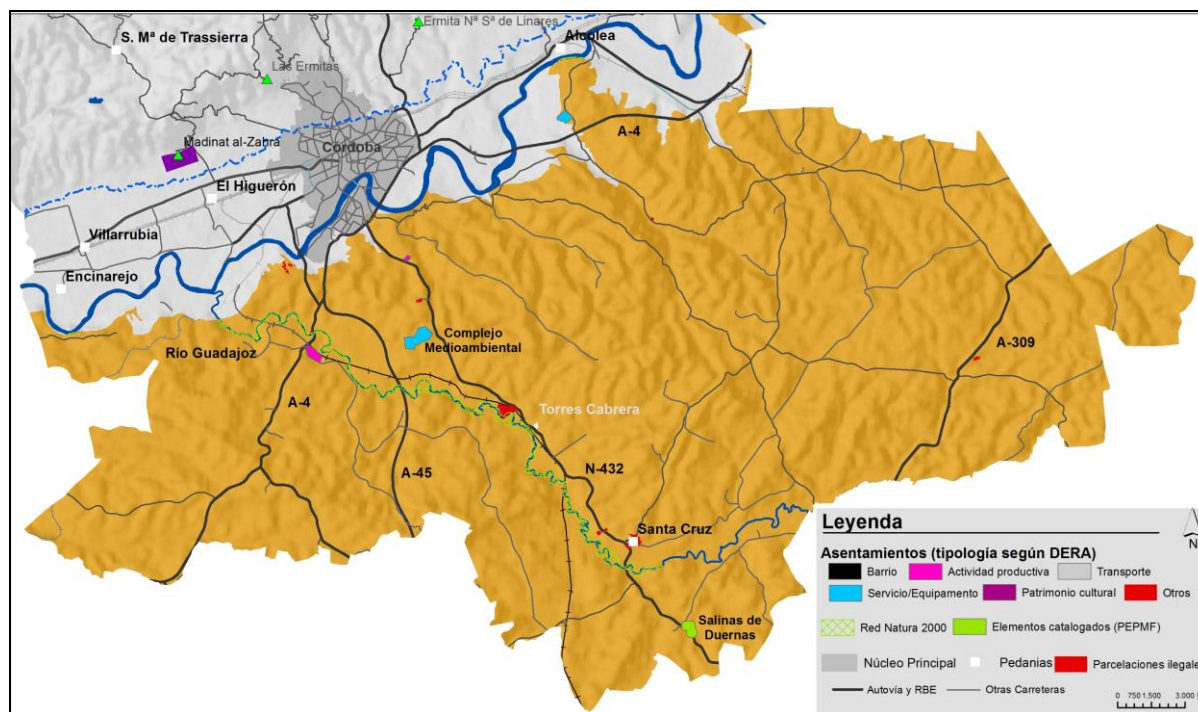 Ermita Nª Sª de Linares
S. Mª de Trassierra
Alcolea
Las Ermitas
A-4
Madinat al-Zahra
Córdoba
El Higuerón
Villarrubia
Encinarejo
Complejo
Medioambiental
Río Guadajoz
A-309
A-4
Torres Cabrera
A-45
N-432
Santa Cruz
Salinas de
Duernas
Leyenda
N
Asentamientos (tipología según DERA)
Barrio Actividad productiva Transporte
Servicio/Equipamento Patrimonio cultural Otros
Red Natura 2000 Elementos catalogados (PEPMF)
Núcleo Principal Pedanias Parcelaciones ilegale
Autovía y RBE Otras Carreteras
0 750 1.500 3.000